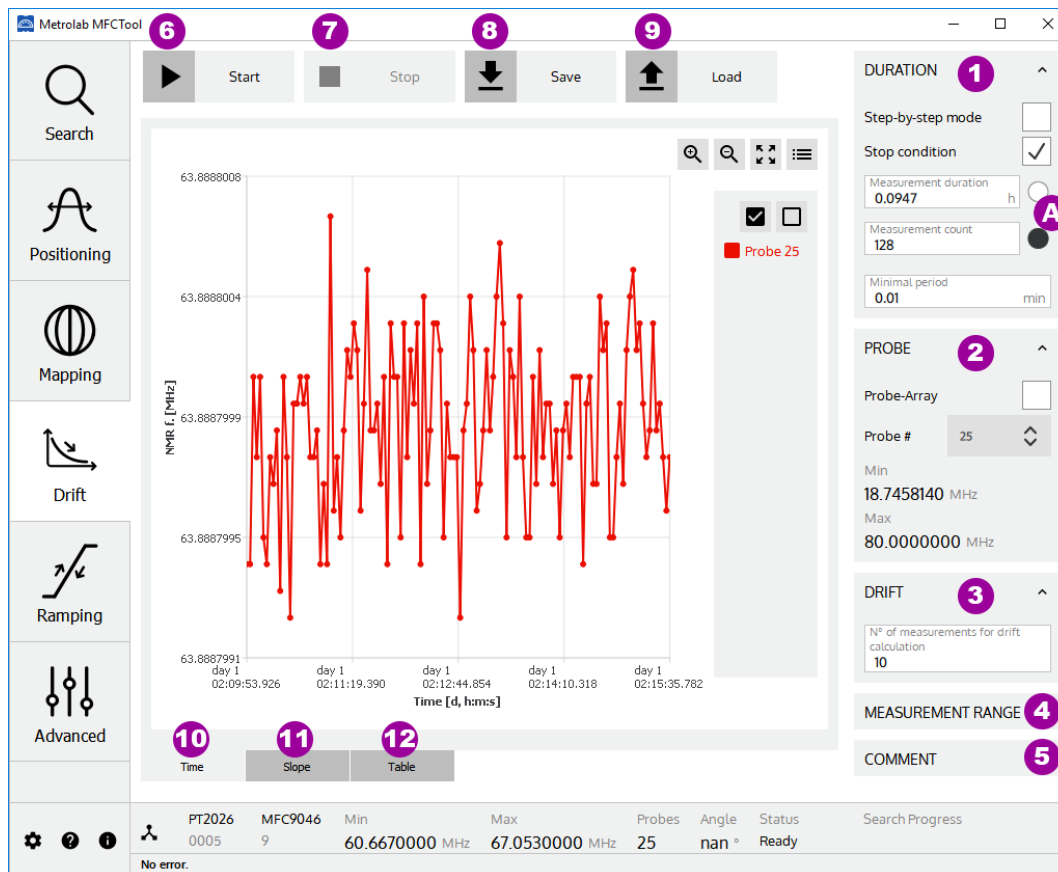 Metrolab MFCTool
6
7
8
9
Start
Stop
Save
Load
Search
Positioning
Mapping
Drift
Ramping
Advanced
63.8888008
63.8888004
63.8887999
63.8887995
63.8887991
NMR f. [MHz]
day 1
02:09:53.926
day 1
02:11:19.390
day 1
02:12:44.854
day 1
02:14:10.318
day 1
02:15:35.782
Time [d, h:m:s]
Probe 25
10
11
12
Time
Slope
Table
DURATION
1
Step-by-step mode
Stop condition
Measurement duration
0.0947 h
A
Measurement count
128
Minimal period
0.01 min
PROBE
2
Probe-Array
Probe # 25
Min
18.7458140 MHz
Max
80.0000000 MHz
DRIFT
3
N° of measurements for drift
calculation
10
MEASUREMENT RANGE
4
COMMENT
5
PT2026 MFC9046 Min Max Probes Angle Status Search Progress
0005 9 60.6670000 MHz 67.0530000 MHz 25 nan ° Ready
No error.